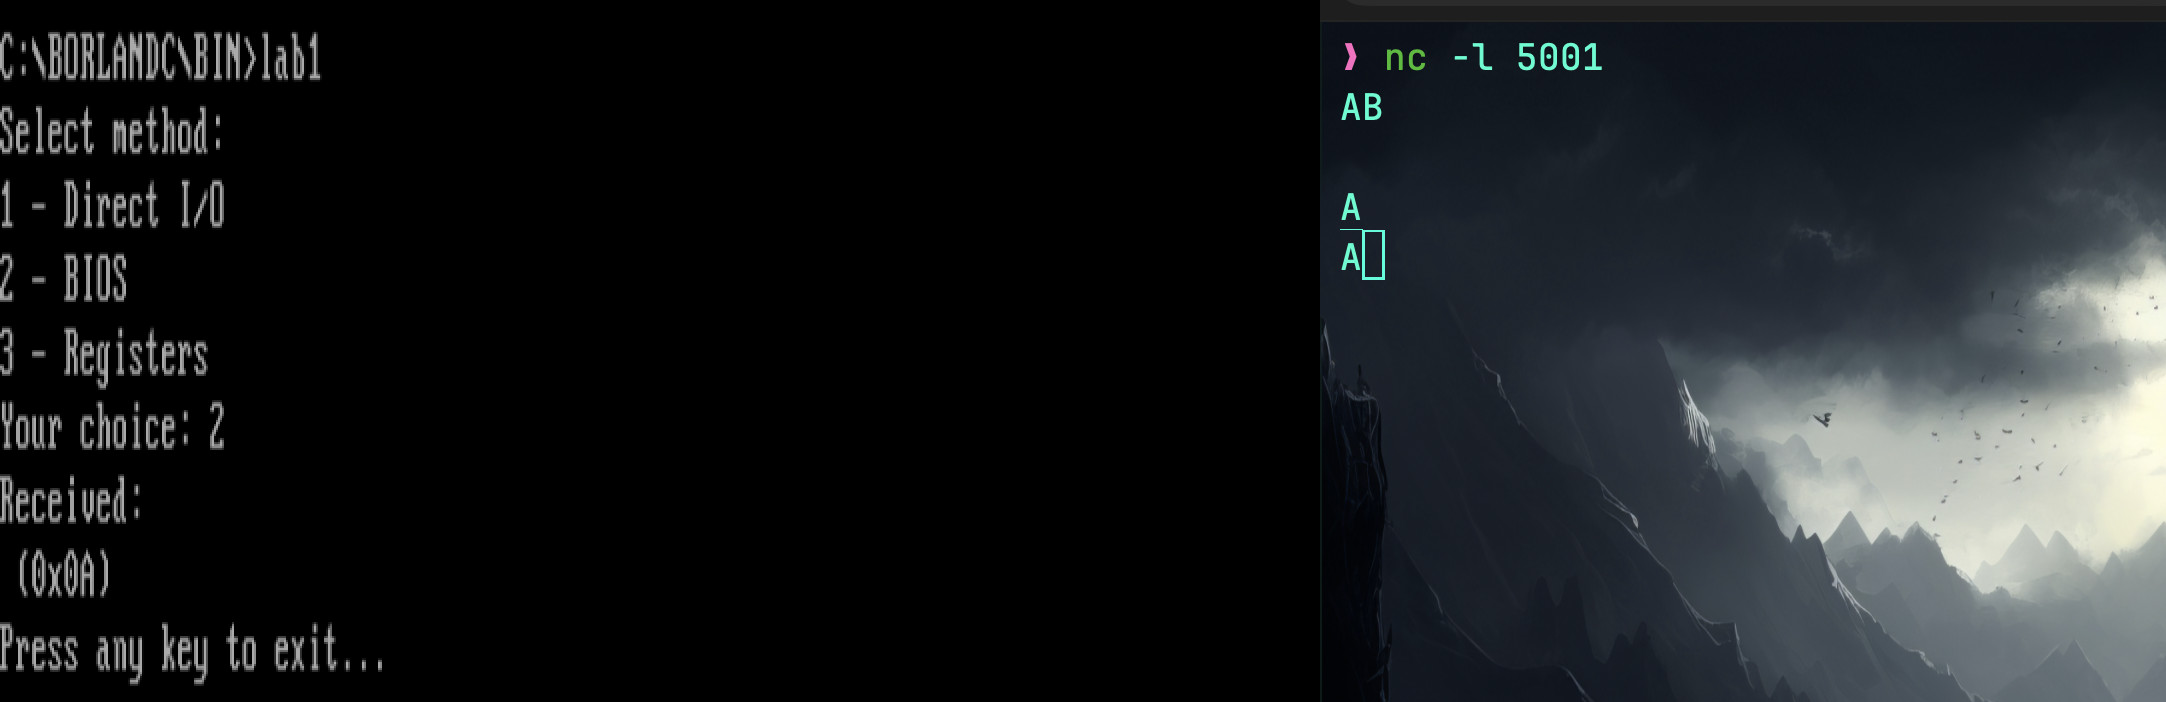 C:\BORLANDC\BIN>lab1
Select method:
1 - Direct I/O
2 - BIOS
3 - Registers
Your choice: 2
Received:
 (0x0A)
Press any key to exit...
❱ nc -l 5001
AB
A
A